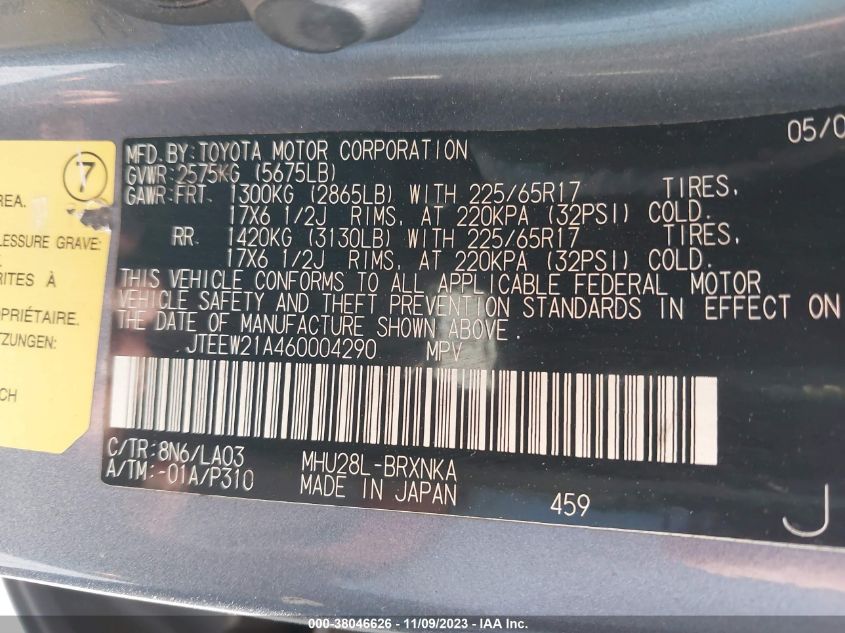 05/0
MFD. BY: TOYOTA MOTOR CORPORATION
GVWR: 2575KG (5675LB)
GAWR: FRT. 1300KG (2865LB) WITH 225/65R17 TIRES,
17X6 1/2J RIMS, AT 220KPA (32PSI) COLD.
RR. 1420KG (3130LB) WITH 225/65R17 TIRES,
17X6 1/2J RIMS, AT 220KPA (32PSI) COLD.
THIS VEHICLE CONFORMS TO ALL APPLICABLE FEDERAL MOTOR
VEHICLE SAFETY AND THEFT PREVENTION STANDARDS IN EFFECT ON
THE DATE OF MANUFACTURE SHOWN ABOVE.
JTEEW21A460004290 MPV
C/TR: 8N6/LA03 MHU28L-BRXNKA
A/TM: -01A/P310 MADE IN JAPAN 459
J
7
REA.
LESSURE GRAVE:
RITES À
OPRIÉTAIRE.
TZUNGEN:
CH
000-38046626 - 11/09/2023 - IAA Inc.